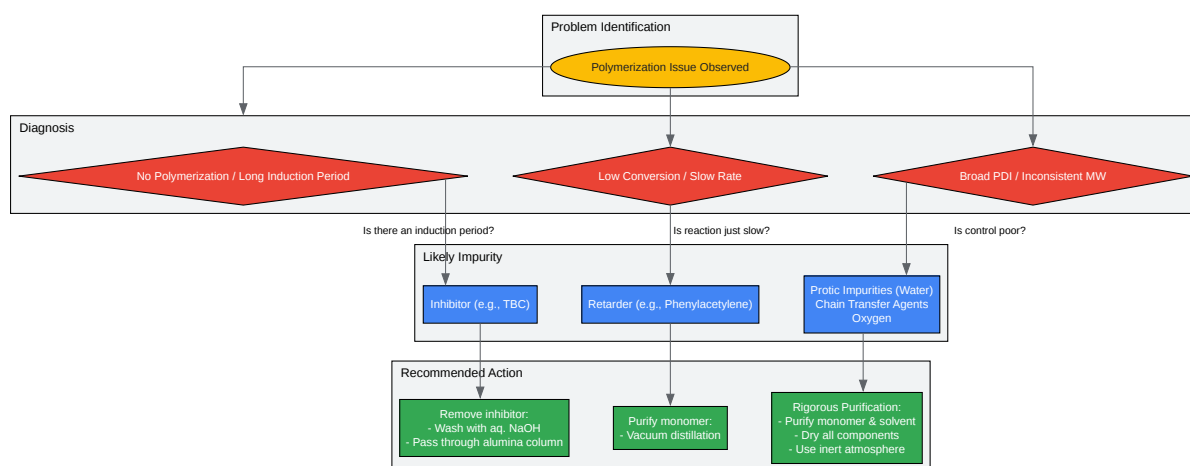 Problem Identification
Polymerization Issue Observed
Diagnosis
No Polymerization / Long Induction Period
Low Conversion / Slow Rate
Broad PDI / Inconsistent MW
Is there an induction period?
Is reaction just slow?
Is control poor?
Likely Impurity
Inhibitor (e.g., TBC)
Retarder (e.g., Phenylacetylene)
Protic Impurities (Water)
Chain Transfer Agents
Oxygen
Recommended Action
Remove inhibitor:
- Wash with aq. NaOH
- Pass through alumina column
Purify monomer:
- Vacuum distillation
Rigorous Purification:
- Purify monomer & solvent
- Dry all components
- Use inert atmosphere